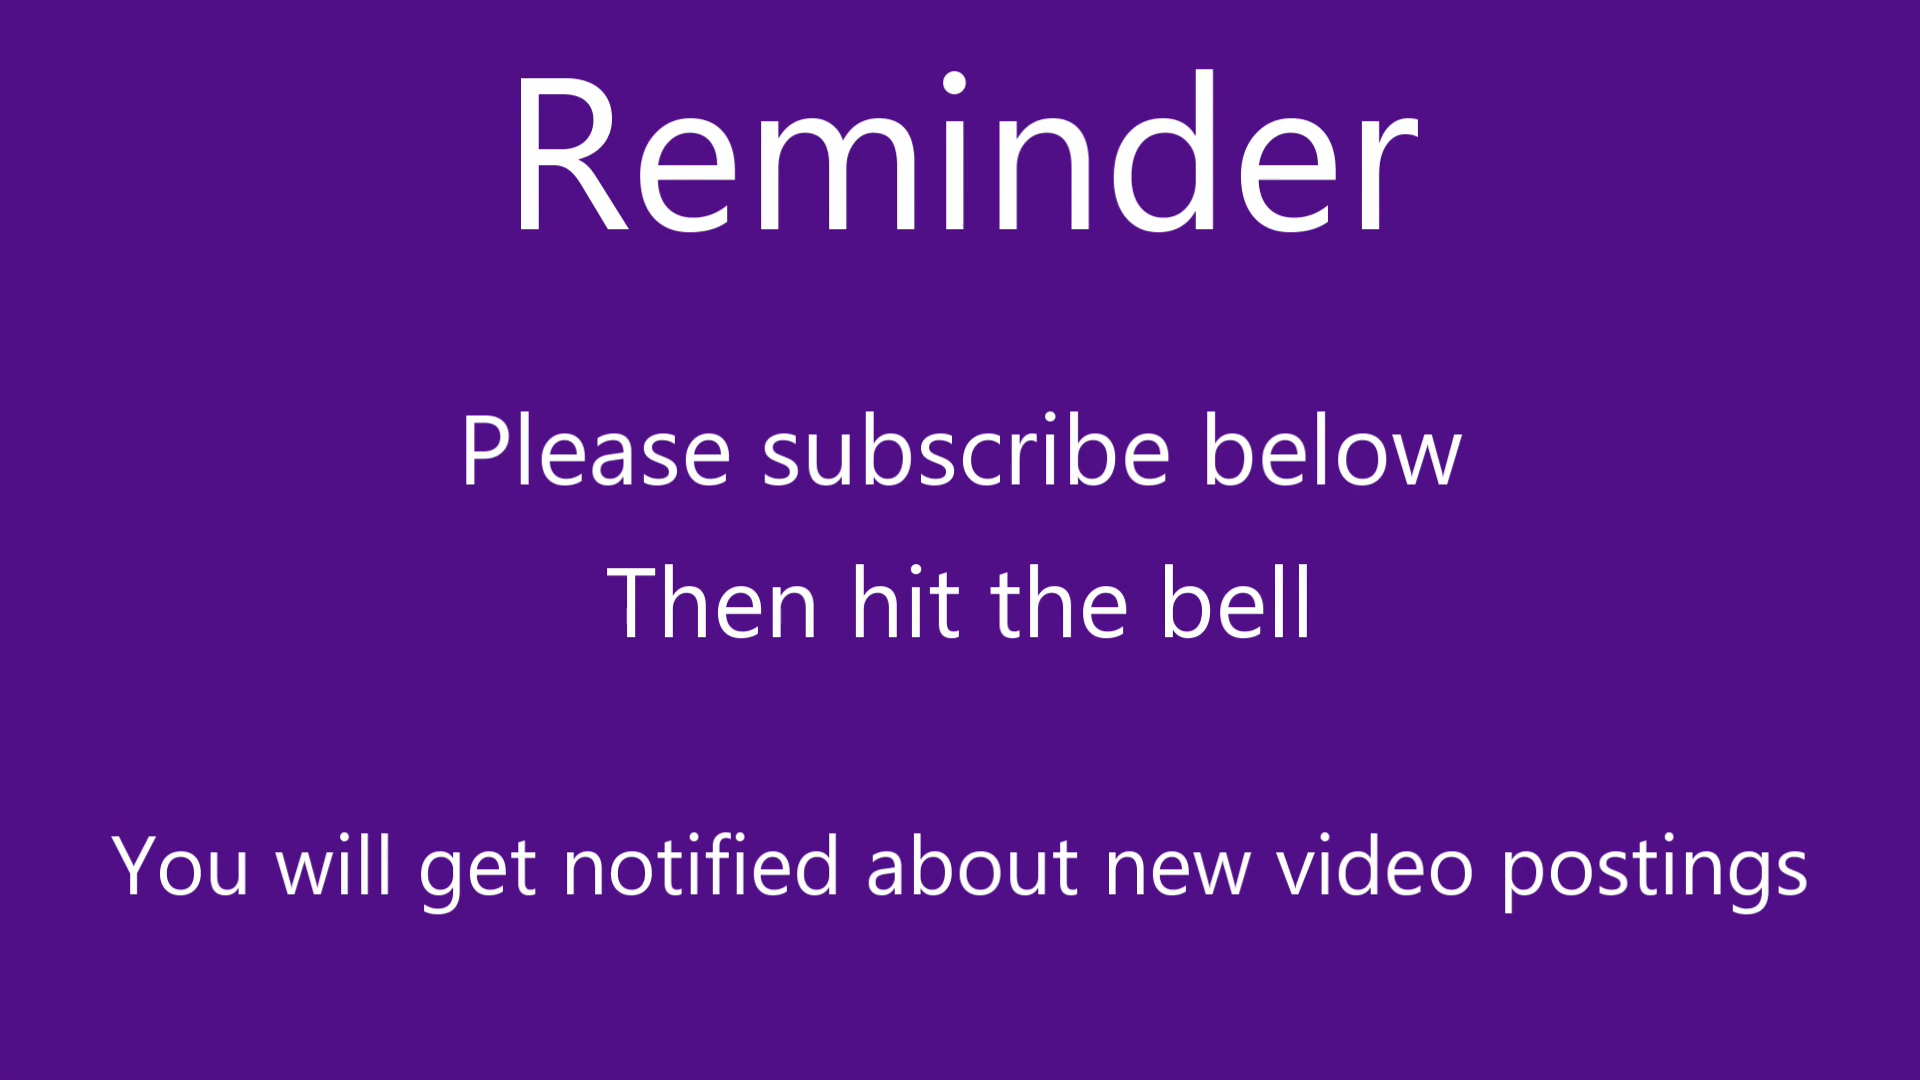 Reminder
Please subscribe below
Then hit the bell
You will get notified about new video postings